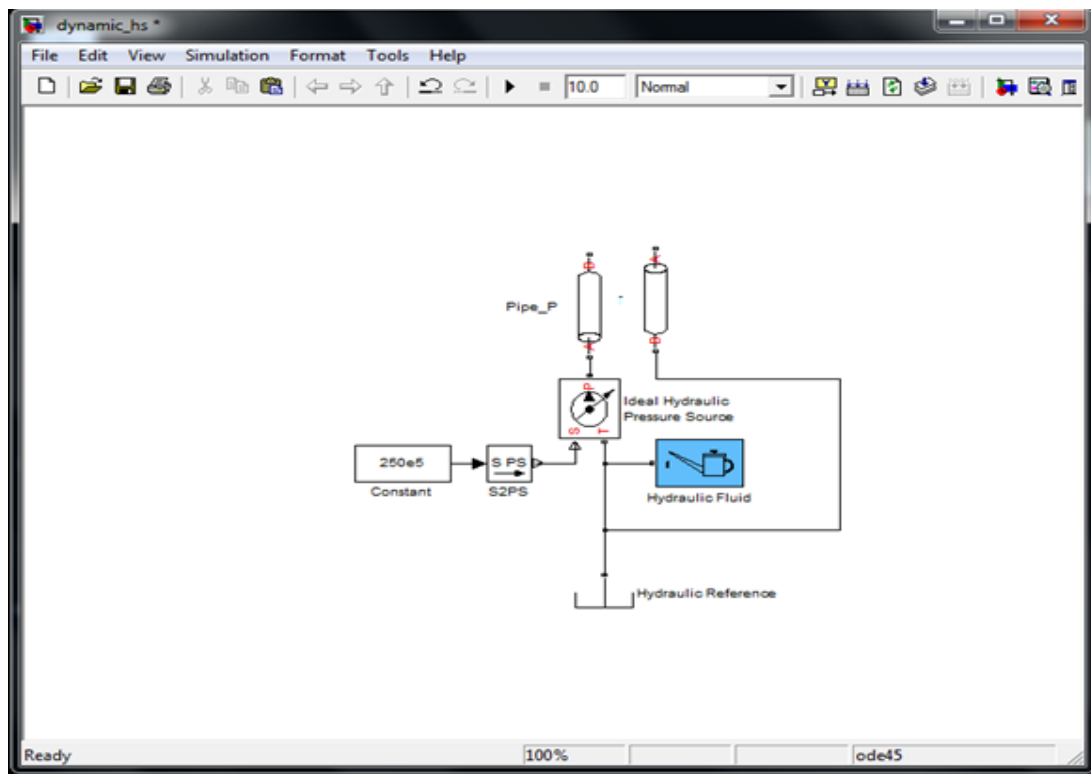 dynamic_hs *
File Edit View Simulation Format Tools Help
10.0 Normal
A
B
Pipe_P
A
B
P
Ideal Hydraulic
Pressure Source
S T
250e5
S PS
Constant
S2PS
Hydraulic Fluid
Hydraulic Reference
Ready 100% ode45